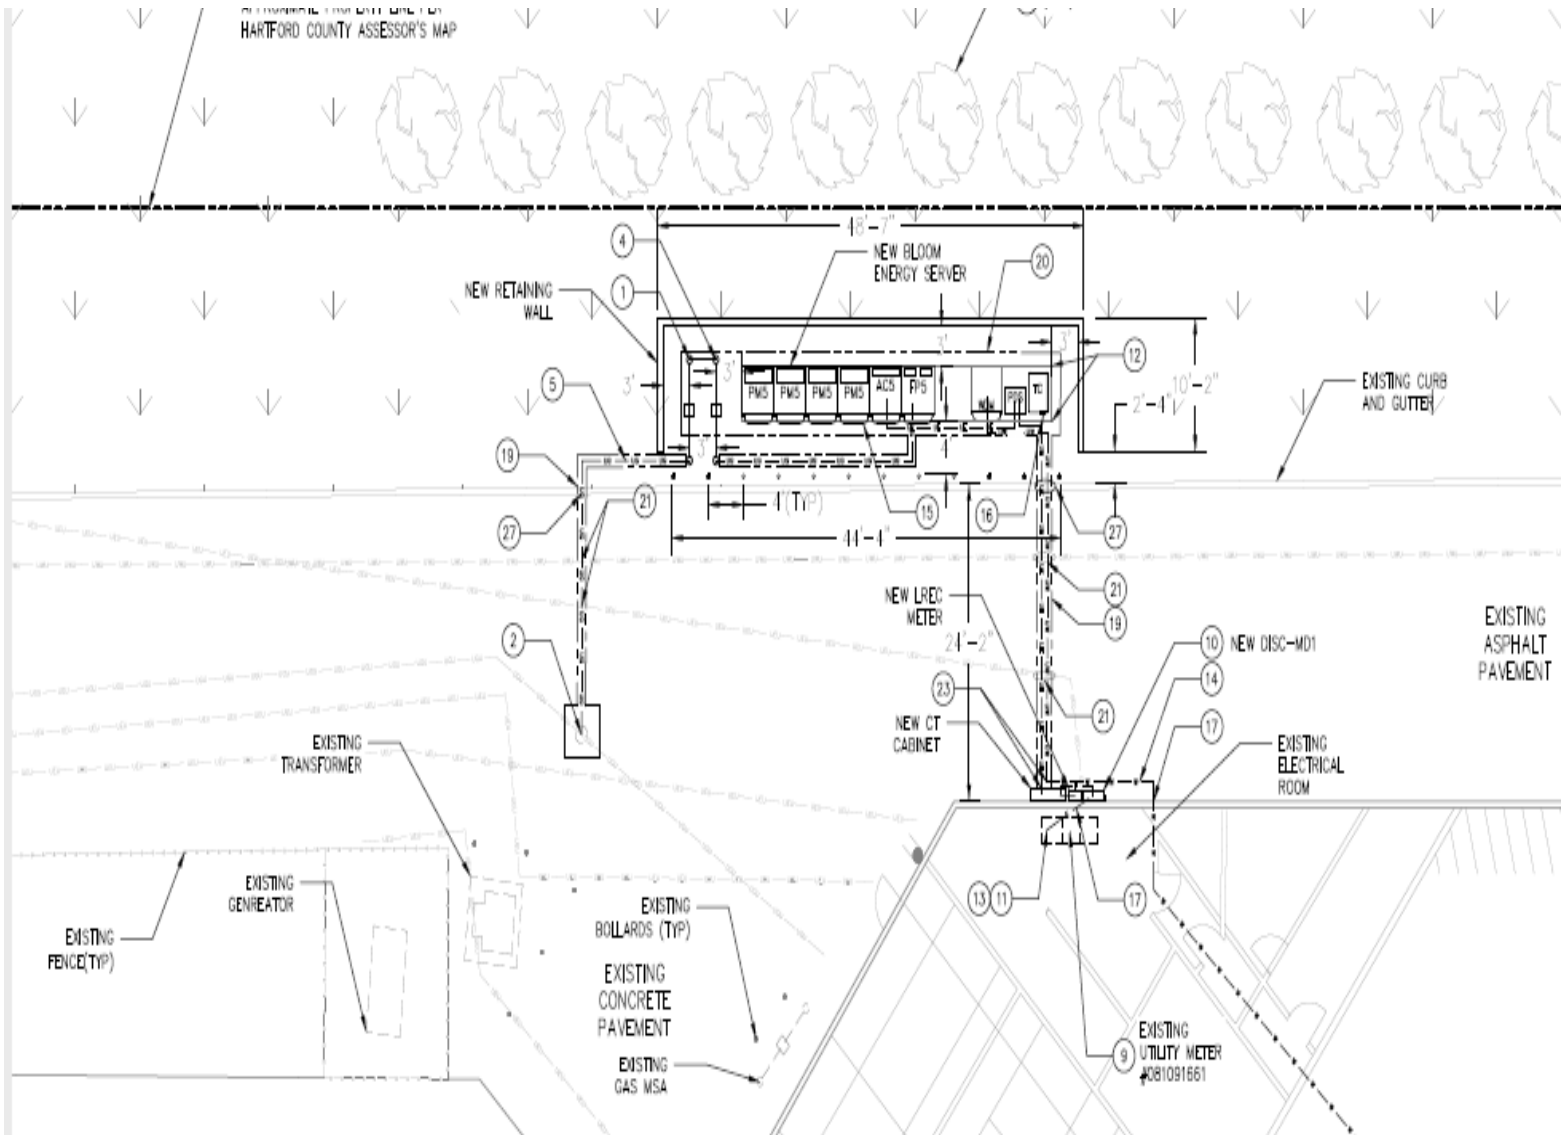 HARTFORD COUNTY ASSESSOR'S MAP
48'-7"
4
NEW BLOOM
ENERGY SERVER
20
1
NEW RETAINING
WALL
3'
3'
12
5
3'
3'
PM5
PM5
PM5
PM5
AC5
FP5
TC
10'-2"
2'-4"
EXISTING CURB
AND GUTTER
3'
4'
19
21
4'(TYP)
15
16
27
27
44'-4"
21
NEW LREC
METER
19
24'-2"
2
EXISTING
ASPHALT
PAVEMENT
10
NEW DISC-MD1
14
23
21
17
NEW CT
CABINET
EXISTING
TRANSFORMER
EXISTING
ELECTRICAL
ROOM
EXISTING
GENREATOR
13
11
17
EXISTING
BOLLARDS (TYP)
EXISTING
FENCE(TYP)
EXISTING
CONCRETE
PAVEMENT
EXISTING
GAS MSA
9
EXISTING
UTILITY METER
#081091661